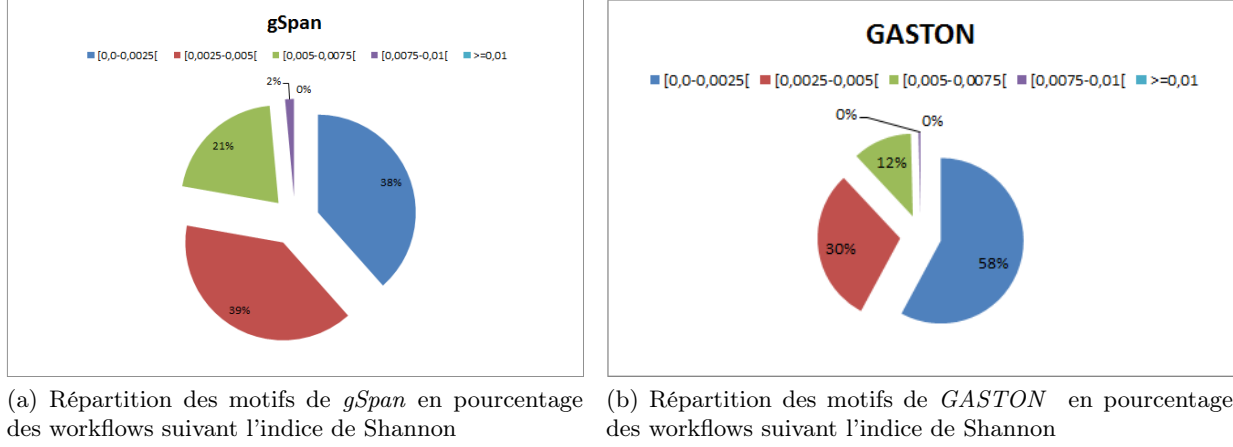 gSpan
[0,0-0,0025[ [0,0025-0,005[ [0,005-0,0075[ [0,0075-0,01[ >=0,01
2%
0%
21%
38%
39%
(a) Répartition des motifs de gSpan en pourcentage
des workflows suivant l'indice de Shannon
GASTON
[0,0-0,0025[ [0,0025-0,005[ [0,005-0,0075[ [0,0075-0,01[ >=0,01
0%
0%
12%
30%
58%
(b) Répartition des motifs de GASTON en pourcentage
des workflows suivant l'indice de Shannon